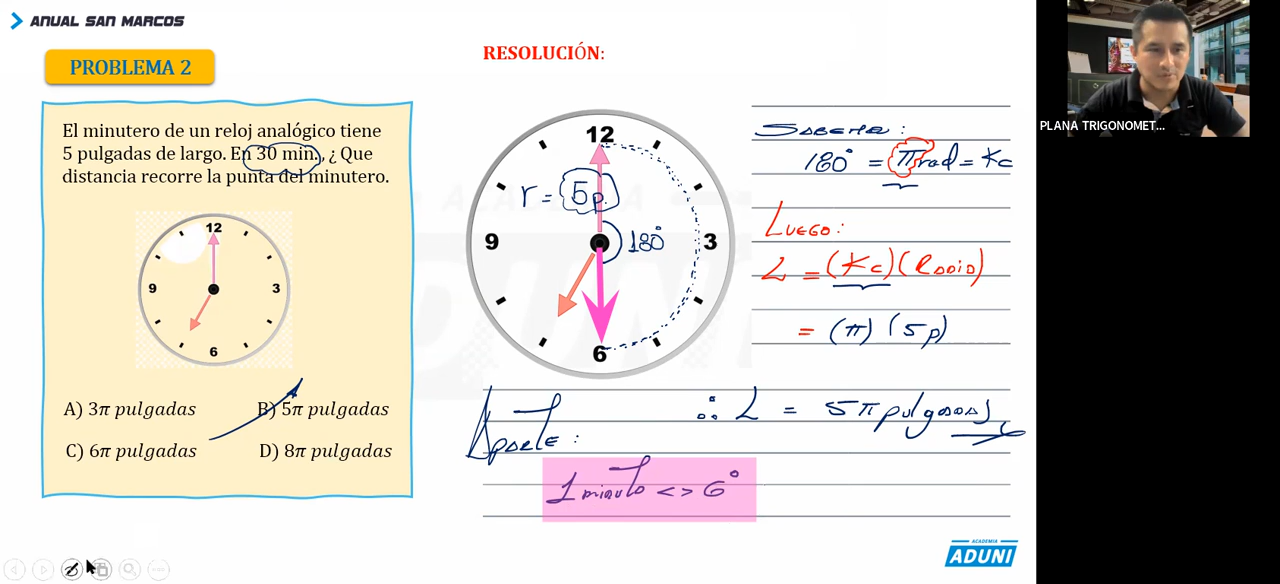 ANUAL SAN MARCOS
PROBLEMA 2
El minutero de un reloj analógico tiene
5 pulgadas de largo. En 30 min., ¿Que
distancia recorre la punta del minutero.
12
9
3
6
A) 3π pulgadas
B) 5π pulgadas
C) 6π pulgadas
D) 8π pulgadas
RESOLUCIÓN:
12
r = 5p.
180°
9
3
6
180° = πrad = Kc
LUEGO:
L = (Kc)(RADIO)
= (π)(5p)
∴ L = 5π pulgadas
APORTE:
1 minuto <> 6°
ACADEMIA
ADUNI
PLANA TRIGONOMET...